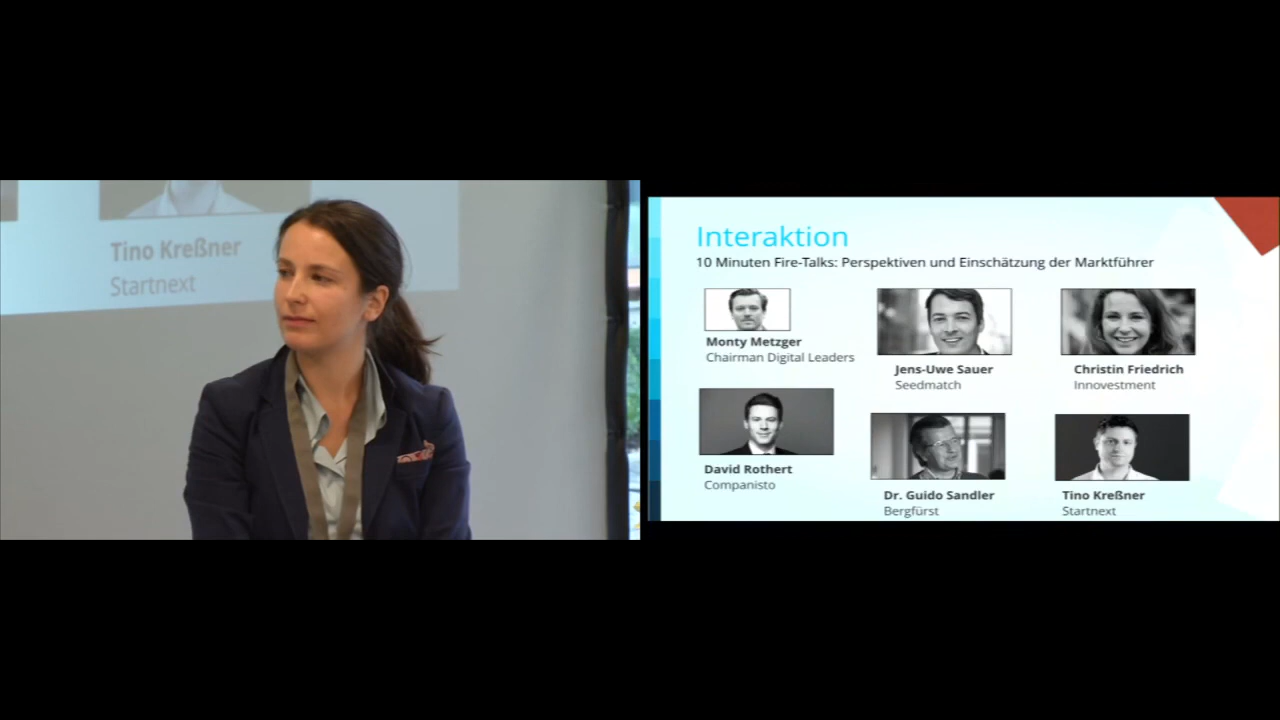 Tino Kreßner
Startnext
Interaktion
10 Minuten Fire-Talks: Perspektiven und Einschätzung der Marktführer
Monty Metzger
Chairman Digital Leaders
Jens-Uwe Sauer
Seedmatch
Christin Friedrich
Innovestment
David Rothert
Companisto
Dr. Guido Sandler
Bergfürst
Tino Kreßner
Startnext